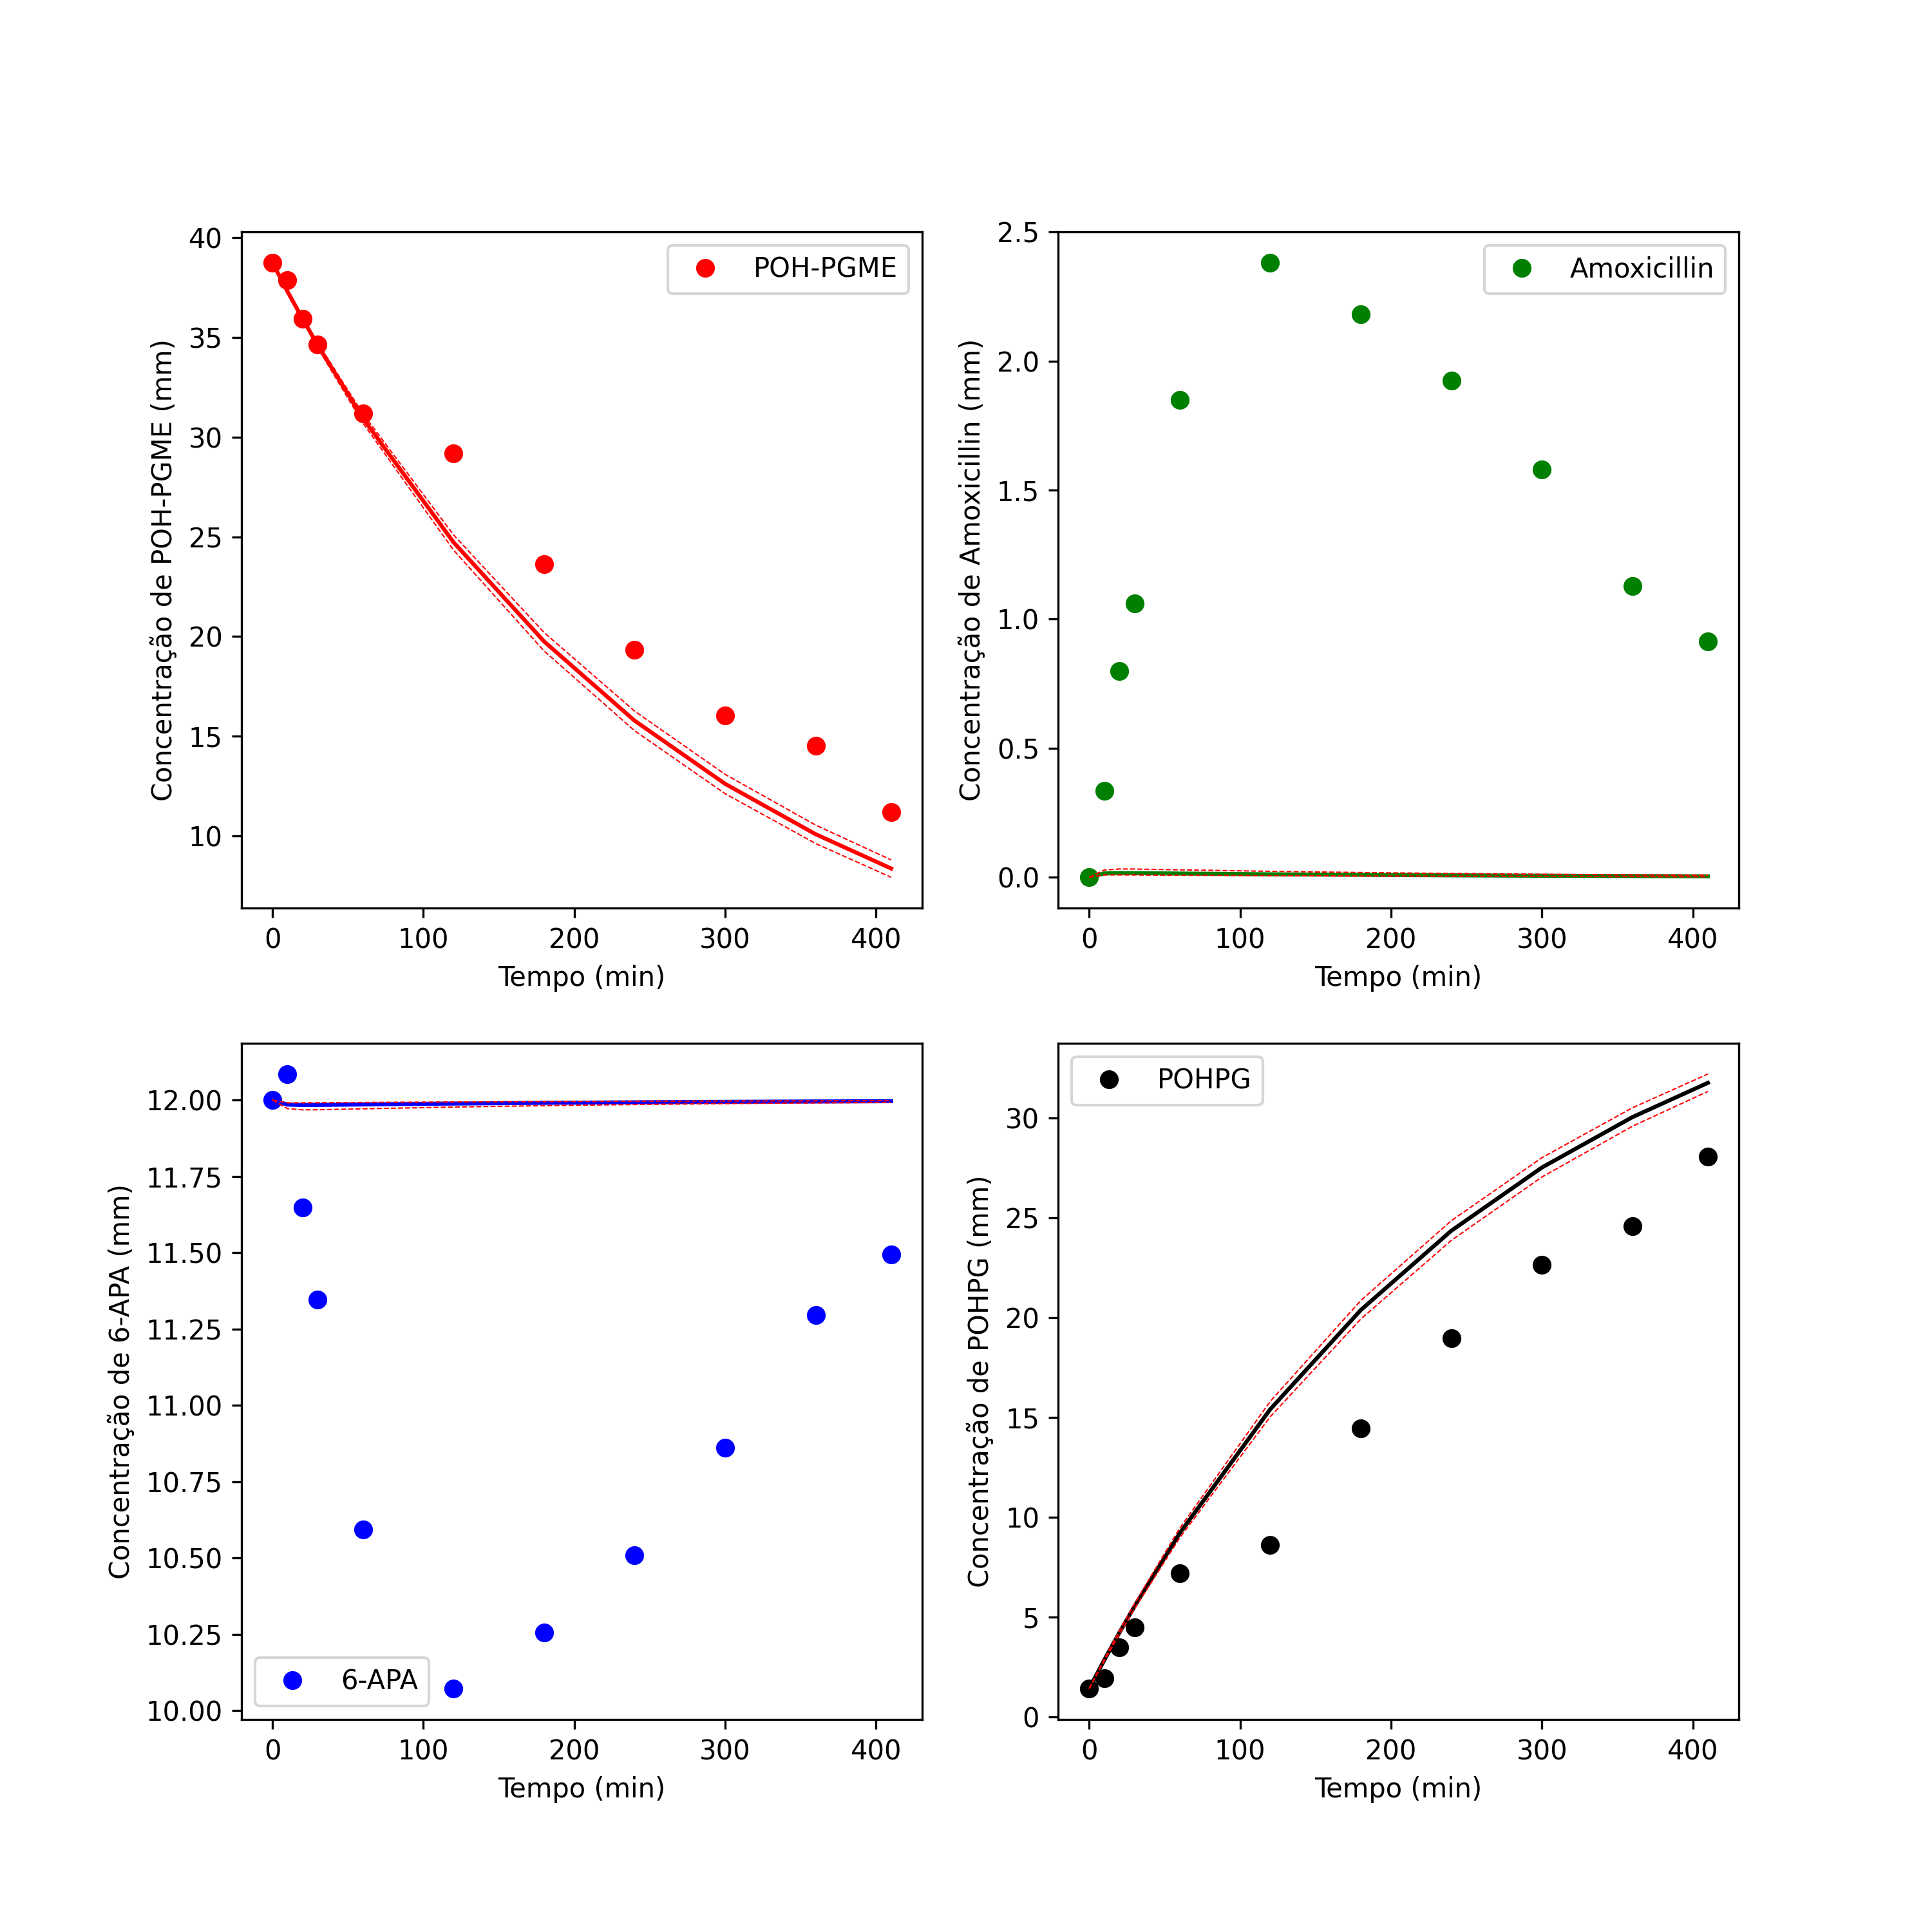 POH-PGME
Concentração de POH-PGME (mm)
40
35
30
25
20
15
10
0 100 200 300 400
Tempo (min)
Amoxicillin
Concentração de Amoxicillin (mm)
2.5
2.0
1.5
1.0
0.5
0.0
0 100 200 300 400
Tempo (min)
6-APA
Concentração de 6-APA (mm)
12.00
11.75
11.50
11.25
11.00
10.75
10.50
10.25
10.00
0 100 200 300 400
Tempo (min)
POHPG
Concentração de POHPG (mm)
30
25
20
15
10
5
0
0 100 200 300 400
Tempo (min)